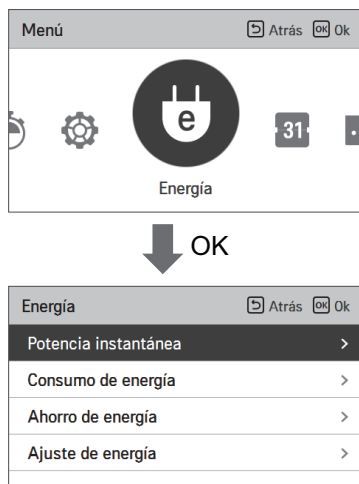 Menú Atrás OK Ok
e
31
Energía
OK
Energía Atrás OK Ok
Potencia instantánea >
Consumo de energía >
Ahorro de energía >
Ajuste de energía >